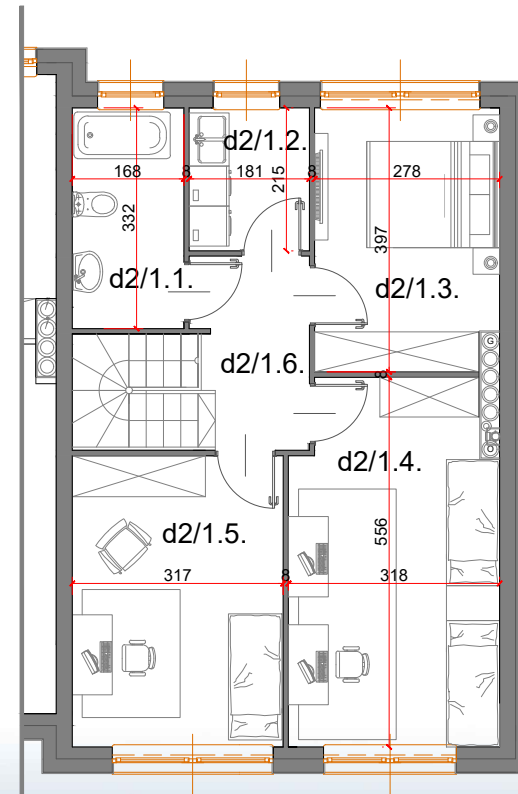 d2/1.2.
168
8
181
215
8
278
332
397
d2/1.1.
d2/1.3.
G
d2/1.6.
8
d2/1.4.
d2/1.5.
556
317
8
318